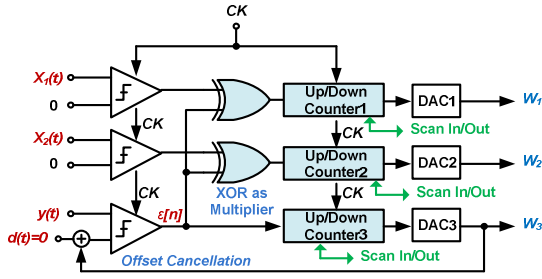 CK
X1(t)
0
Up/Down
Counter1
DAC1
W1
CK
CK
Scan In/Out
X2(t)
0
Up/Down
Counter2
DAC2
W2
CK
XOR as
Multiplier
CK
Scan In/Out
y(t)
ε[n]
d(t)=0
+
Up/Down
Counter3
DAC3
W3
Offset Cancellation
Scan In/Out